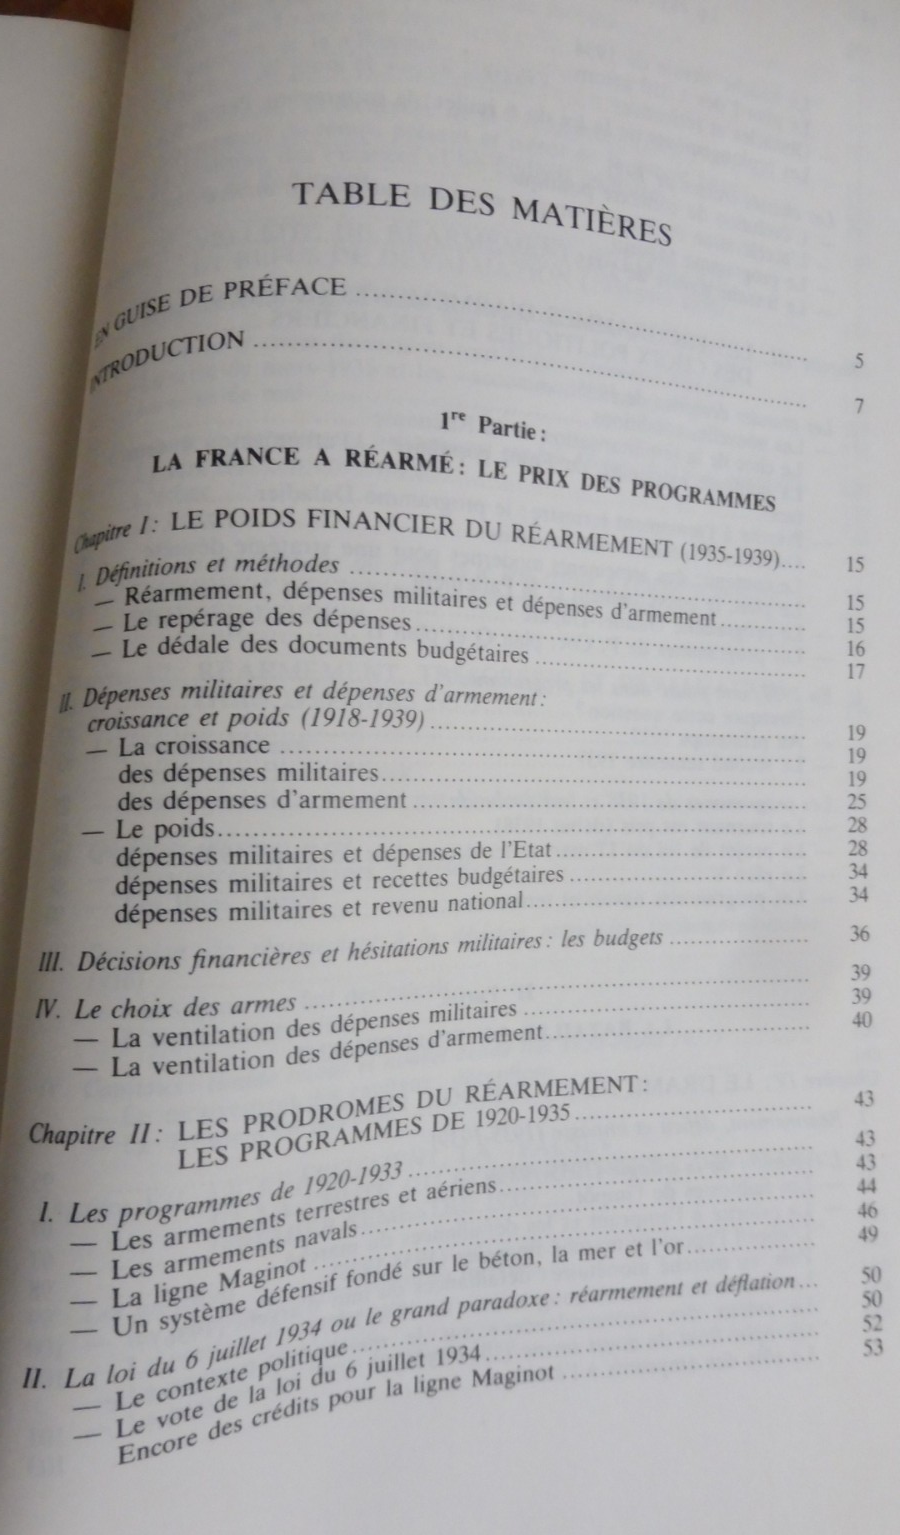 TABLE DES MATIÈRES
EN GUISE DE PRÉFACE ........ 5
INTRODUCTION ........ 7
1re Partie :
LA FRANCE A RÉARMÉ : LE PRIX DES PROGRAMMES
Chapitre I : LE POIDS FINANCIER DU RÉARMEMENT (1935-1939) .... 15
I. Définitions et méthodes ........ 15
— Réarmement, dépenses militaires et dépenses d'armement ........ 15
— Le repérage des dépenses ........ 16
— Le dédale des documents budgétaires ........ 17
II. Dépenses militaires et dépenses d'armement :
croissance et poids (1918-1939) ........ 19
— La croissance ........ 19
des dépenses militaires ........ 19
des dépenses d'armement ........ 25
— Le poids ........ 28
dépenses militaires et dépenses de l'Etat ........ 28
dépenses militaires et recettes budgétaires ........ 34
dépenses militaires et revenu national ........ 34
III. Décisions financières et hésitations militaires : les budgets ........ 36
IV. Le choix des armes ........ 39
— La ventilation des dépenses militaires ........ 39
— La ventilation des dépenses d'armement ........ 40
Chapitre II : LES PRODROMES DU RÉARMEMENT :
LES PROGRAMMES DE 1920-1935 ........ 43
I. Les programmes de 1920-1933 ........ 43
— Les armements terrestres et aériens ........ 43
— Les armements navals ........ 44
— La ligne Maginot ........ 46
— Un système défensif fondé sur le béton, la mer et l'or ........ 49
II. La loi du 6 juillet 1934 ou le grand paradoxe : réarmement et déflation ... 50
— Le contexte politique ........ 50
— Le vote de la loi du 6 juillet 1934 ........ 52
Encore des crédits pour la ligne Maginot ........ 53